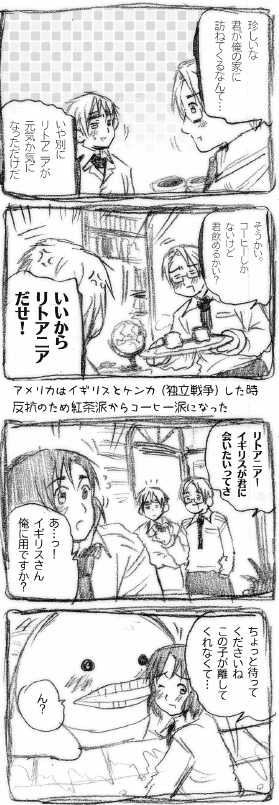 珍しいな
君が俺の家に
訪ねてくるなんて…
いや別に
リトアニアが
元気か気に
なっただけだ
そうかい。
コーヒーしか
ないけど
君飲めるかい？
いいから
リトアニア
だせ！
アメリカはイギリスとケンカ（独立戦争）した時
反抗のため紅茶派からコーヒー派になった
リトアニアー
イギリスが君に
会いたいってさ
あ…っ！
イギリスさん
俺に用ですか？
ちょっと待って
くださいね
この子が離して
くれなくて…
ん？